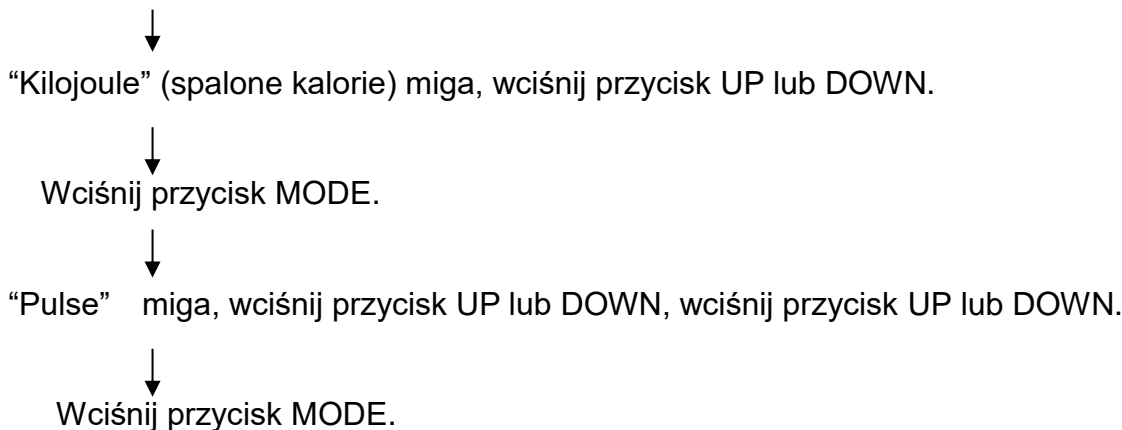 “Kilojoule” (spalone kalorie) miga, wciśnij przycisk UP lub DOWN.
Wciśnij przycisk MODE.
“Pulse” miga, wciśnij przycisk UP lub DOWN, wciśnij przycisk UP lub DOWN.
Wciśnij przycisk MODE.